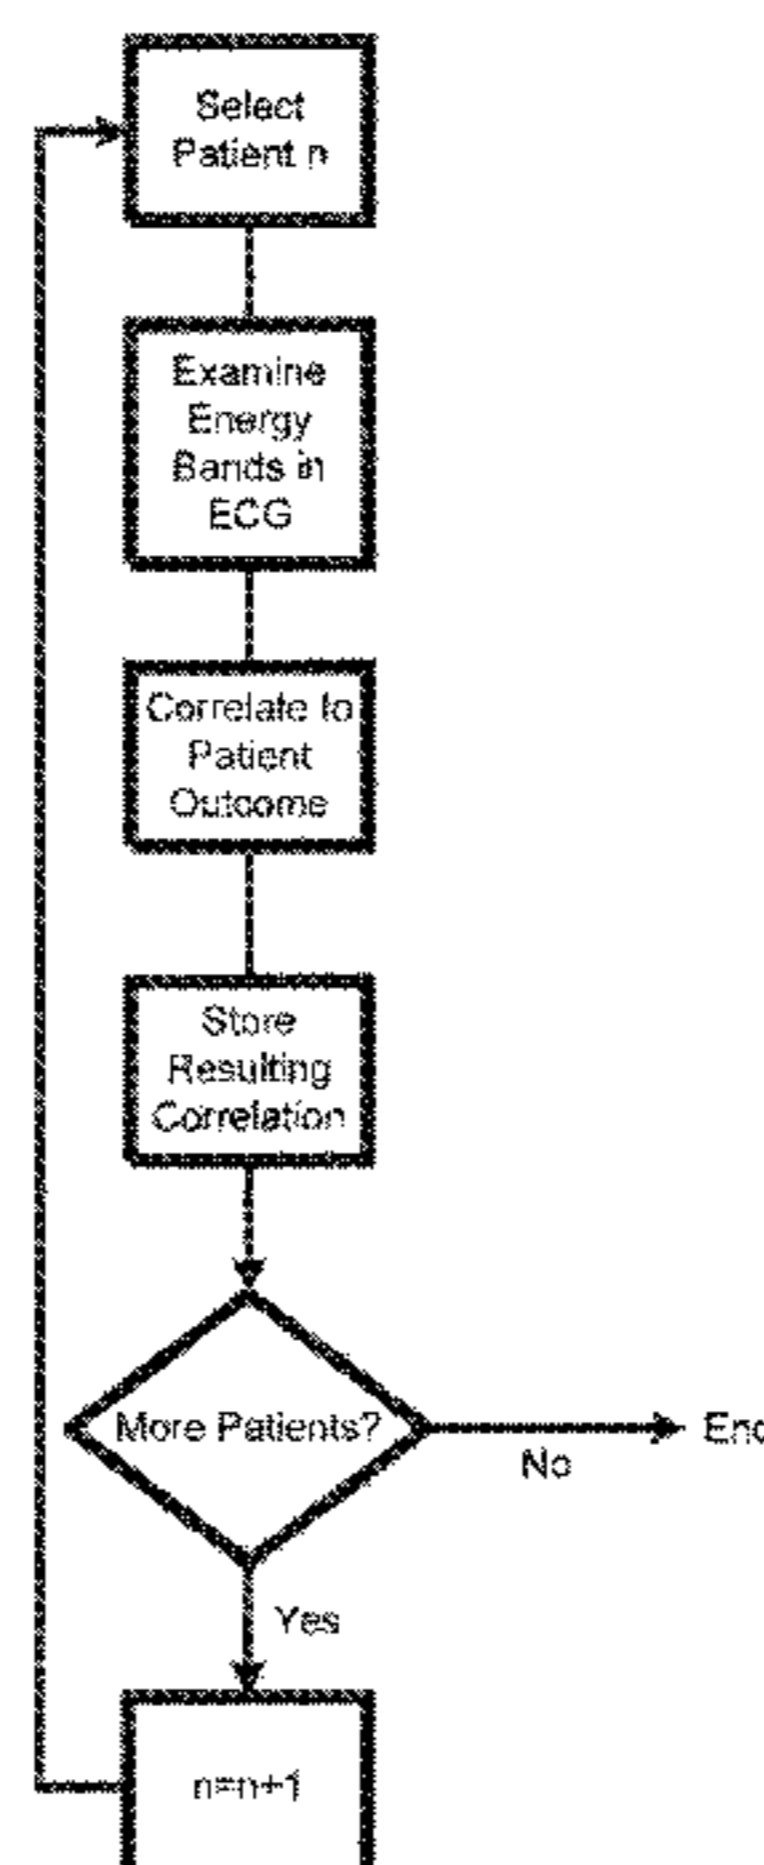 Select
Patient n
Examine
Energy
Bands in
ECG
Correlate to
Patient
Outcome
Store
Resulting
Correlation
More Patients?
No
End
Yes
n=n+1